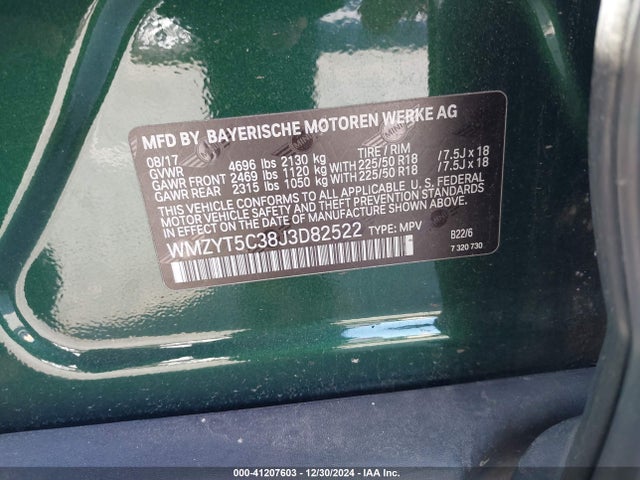 MFD BY BAYERISCHE MOTOREN WERKE AG
08/17 TIRE / RIM
GVWR 4696 lbs 2130 kg
GAWR FRONT 2469 lbs 1120 kg WITH 225/50 R18 /7.5J x 18
GAWR REAR 2315 lbs 1050 kg WITH 225/50 R18 /7.5J x 18
THIS VEHICLE CONFORMS TO ALL APPLICABLE U. S. FEDERAL
MOTOR VEHICLE SAFETY, BUMPER, AND THEFT PREVENTION STANDARDS
IN EFFECT ON THE DATE OF MANUFACTURE SHOWN ABOVE.
WMZYT5C38J3D82522 TYPE: MPV B22/6
7 320 730
000-41207603 - 12/30/2024 - IAA Inc.